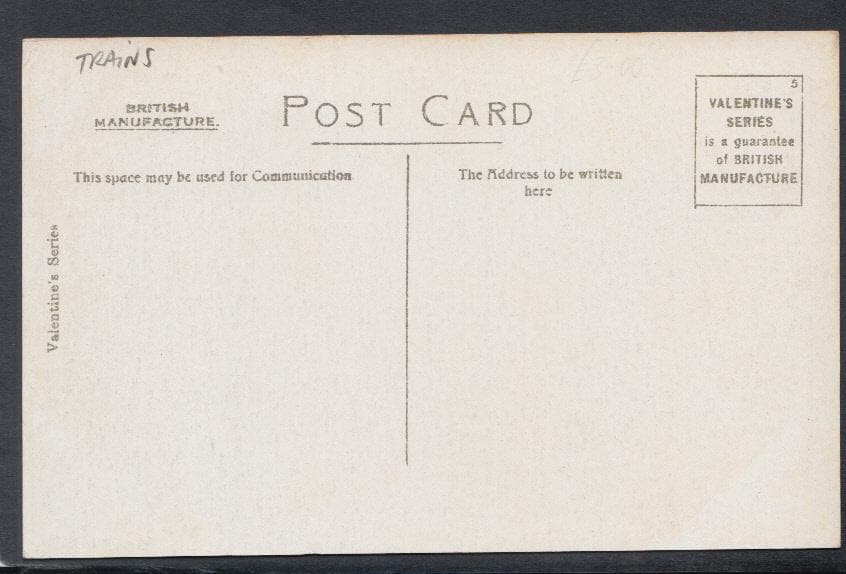 TRAINS
BRITISH
MANUFACTURE.
POST CARD
5
VALENTINE'S
SERIES
is a guarantee
of BRITISH
MANUFACTURE
This space may be used for Communication
The Address to be written
here
Valentine's Series